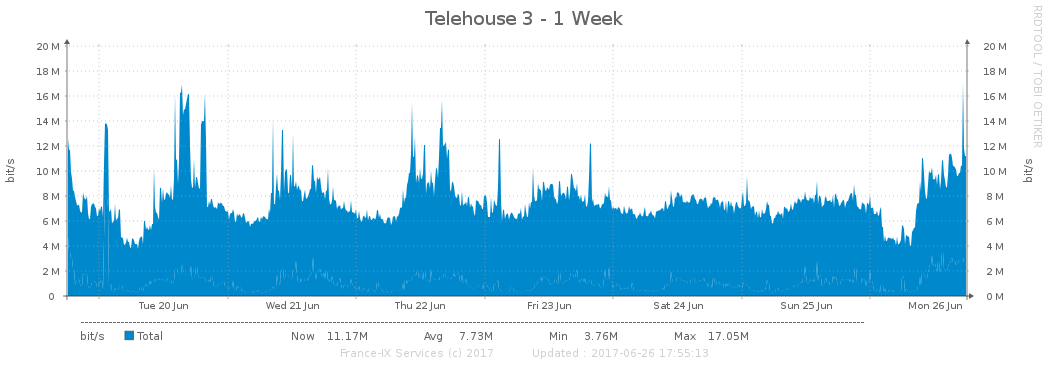 Telehouse 3 - 1 Week
RRDTOOL / TOBI OETIKER
bit/s
20 M 20 M
18 M 18 M
16 M 16 M
14 M 14 M
12 M 12 M
10 M 10 M
8 M 8 M
6 M 6 M
4 M 4 M
2 M 2 M
0 0 M
bit/s
Tue 20 Jun Wed 21 Jun Thu 22 Jun Fri 23 Jun Sat 24 Jun Sun 25 Jun Mon 26 Jun
bit/s Total Now 11.17M Avg 7.73M Min 3.76M Max 17.05M
France-IX Services (c) 2017 Updated : 2017-06-26 17:55:13